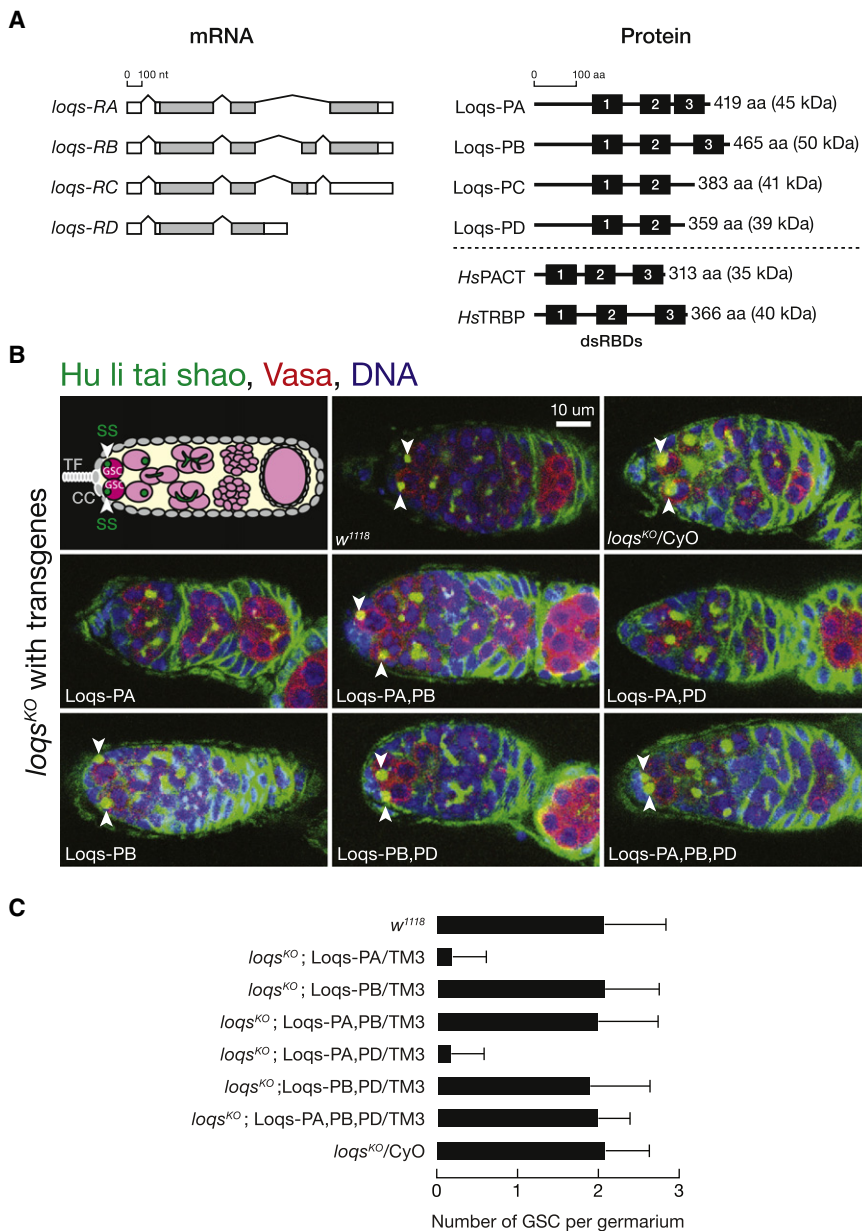 A
mRNA
Protein
0 100 nt
0 100 aa
loqs-RA
loqs-RB
loqs-RC
loqs-RD
Loqs-PA 1 2 3 419 aa (45 kDa)
Loqs-PB 1 2 3 465 aa (50 kDa)
Loqs-PC 1 2 383 aa (41 kDa)
Loqs-PD 1 2 359 aa (39 kDa)
HsPACT 1 2 3 313 aa (35 kDa)
HsTRBP 1 2 3 366 aa (40 kDa)
dsRBDs
B
Hu li tai shao, Vasa, DNA
loqsKO with transgenes
SS
TF
GSC
GSC
CC
SS
10 um
w1118
loqsKO/CyO
Loqs-PA
Loqs-PA,PB
Loqs-PA,PD
Loqs-PB
Loqs-PB,PD
Loqs-PA,PB,PD
C
w1118
loqsKO; Loqs-PA/TM3
loqsKO; Loqs-PB/TM3
loqsKO; Loqs-PA,PB/TM3
loqsKO; Loqs-PA,PD/TM3
loqsKO;Loqs-PB,PD/TM3
loqsKO; Loqs-PA,PB,PD/TM3
loqsKO/CyO
0 1 2 3
Number of GSC per germarium